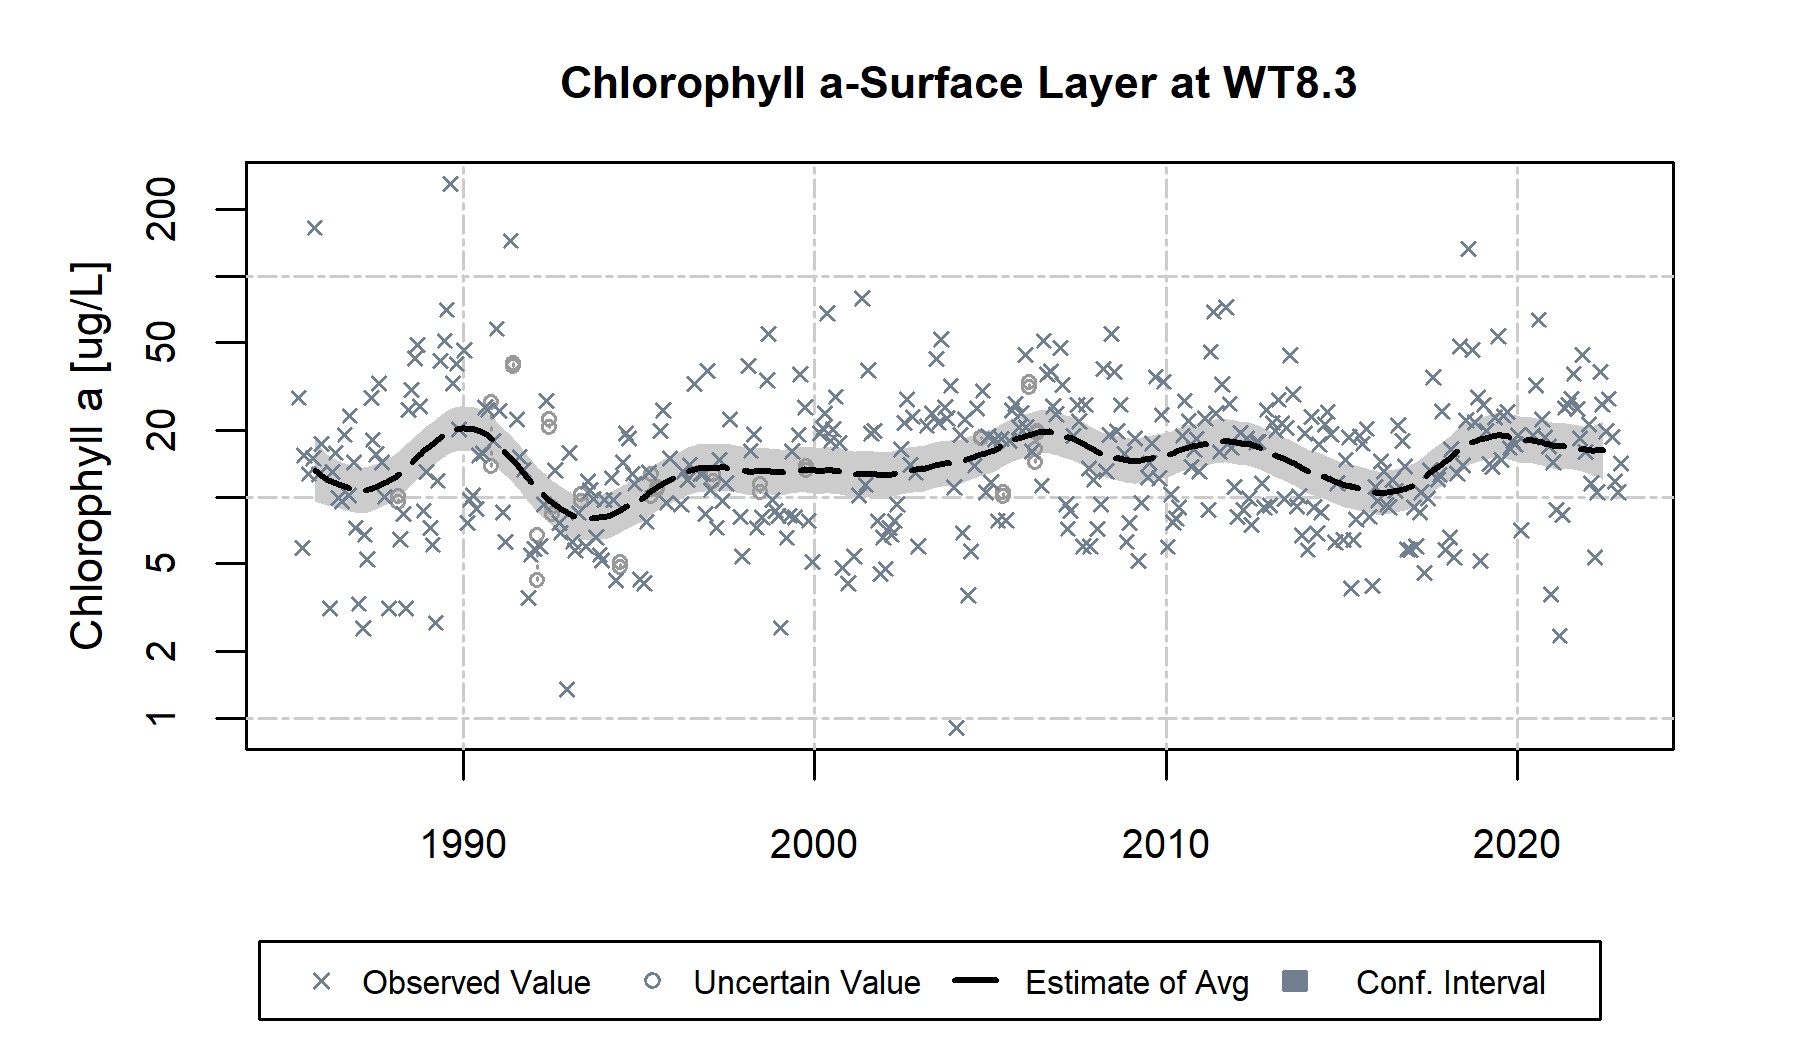 Chlorophyll a-Surface Layer at WT8.3
Chlorophyll a [ug/L]
200
50
20
5
2
1
1990 2000 2010 2020
Observed Value Uncertain Value Estimate of Avg Conf. Interval